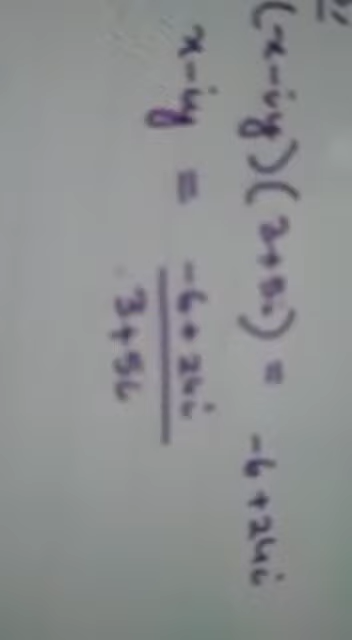 (x-iy)(3+5i) = -6+24i
x-iy = -6+24i
3+5i